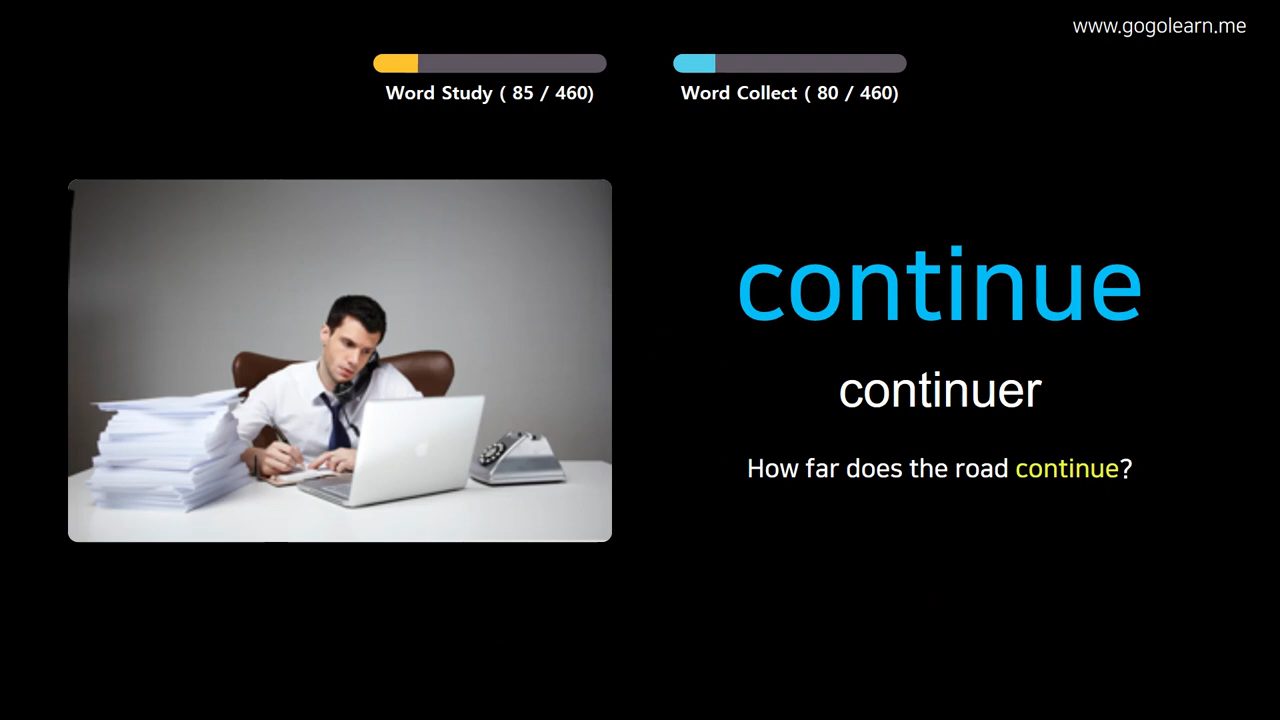 www.gogolearn.me
Word Study ( 85 / 460)
Word Collect ( 80 / 460)
continue
continuer
How far does the road continue?